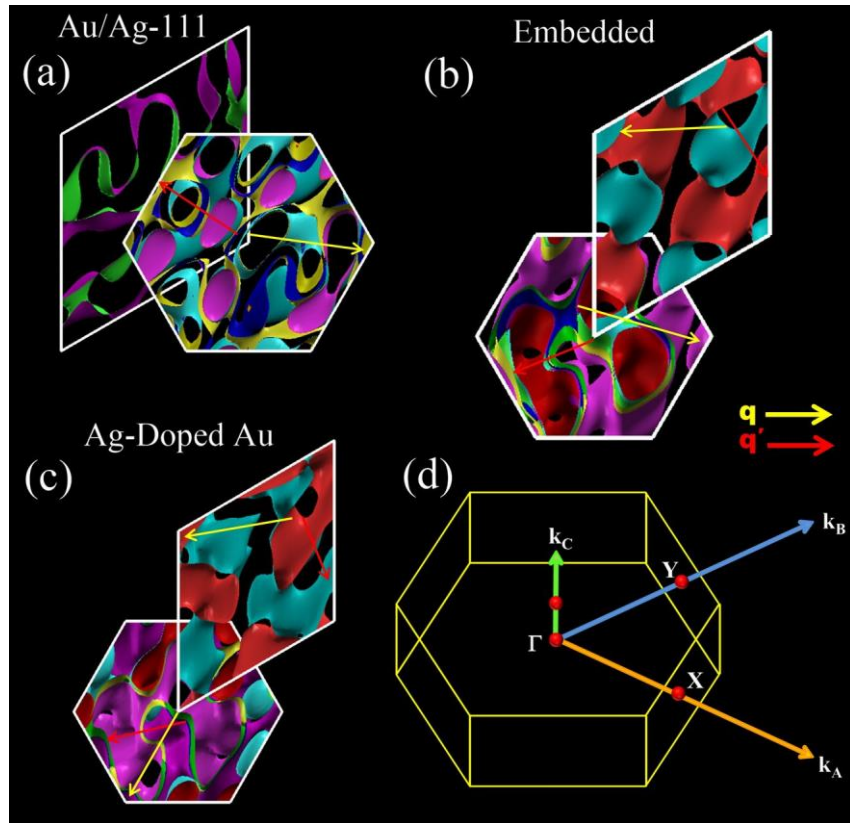 Au/Ag-111
Embedded
(a)
(b)
Ag-Doped Au
q
q′
(c)
(d)
k_C
k_B
Y
Γ
X
k_A